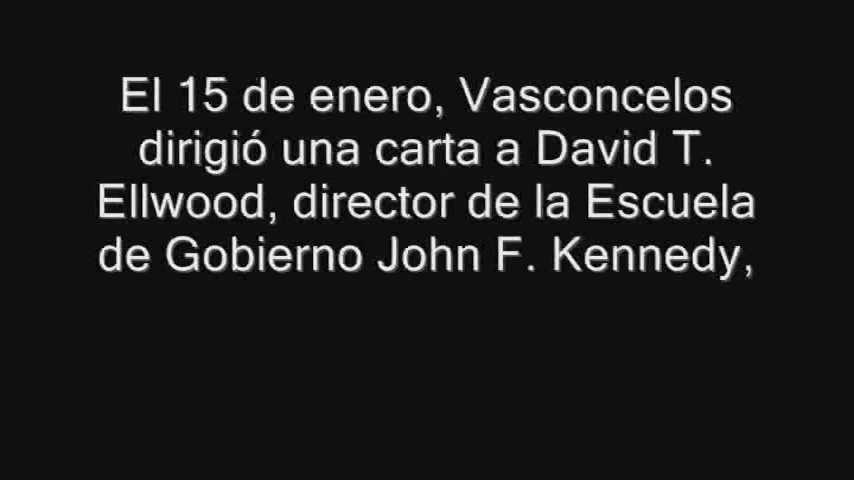 El 15 de enero, Vasconcelos
dirigió una carta a David T.
Ellwood, director de la Escuela
de Gobierno John F. Kennedy,